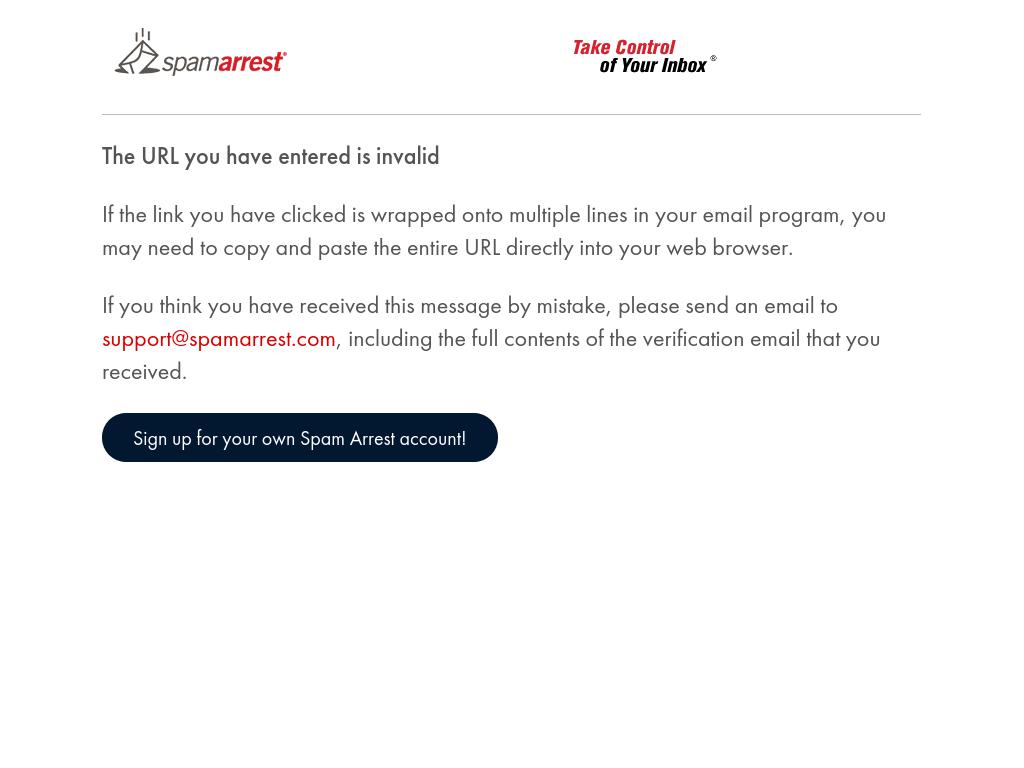 spamarrest®
Take Control
of Your Inbox®
The URL you have entered is invalid
If the link you have clicked is wrapped onto multiple lines in your email program, you
may need to copy and paste the entire URL directly into your web browser.
If you think you have received this message by mistake, please send an email to
support@spamarrest.com, including the full contents of the verification email that you
received.
Sign up for your own Spam Arrest account!